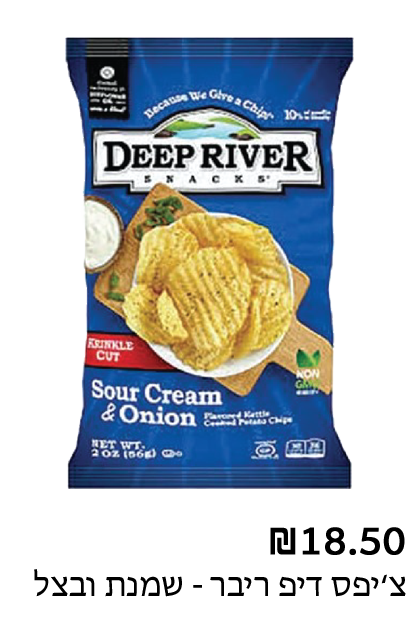 Because We Give a Chip!
10%
DEEP RIVER
SNACKS®
KRINKLE
CUT
Sour Cream
& Onion
Flavored Kettle
Cooked Potato Chips
NON
GMO
NET WT.
2 OZ (56g)
₪18.50
צ'יפס דיפ ריבר - שמנת ובצל